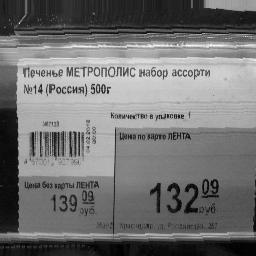 Печенье МЕТРОПОЛИС набор ассорти
№14 (Россия) 500г
Количество в упаковке 1
Цена по карте ЛЕНТА
132 09
руб.
Цена без карты ЛЕНТА
139 09
руб.